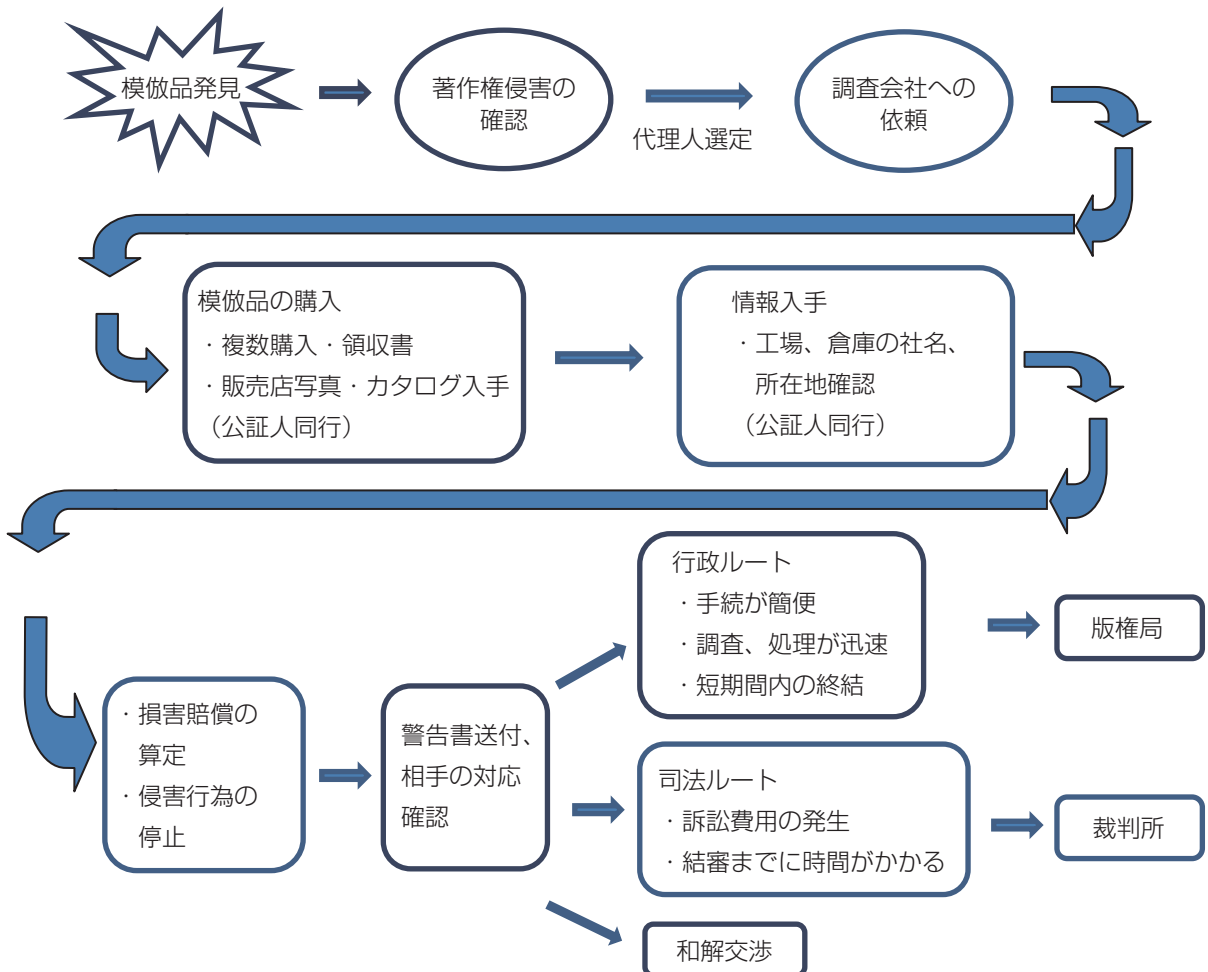 模倣品発見
著作権侵害の
確認
代理人選定
調査会社への
依頼
模倣品の購入
・複数購入・領収書
・販売店写真・カタログ入手
（公証人同行）
情報入手
・工場、倉庫の社名、
所在地確認
（公証人同行）
・損害賠償の
算定
・侵害行為の
停止
警告書送付、
相手の対応
確認
行政ルート
・手続が簡便
・調査、処理が迅速
・短期間内の終結
版権局
司法ルート
・訴訟費用の発生
・結審までに時間がかかる
裁判所
和解交渉